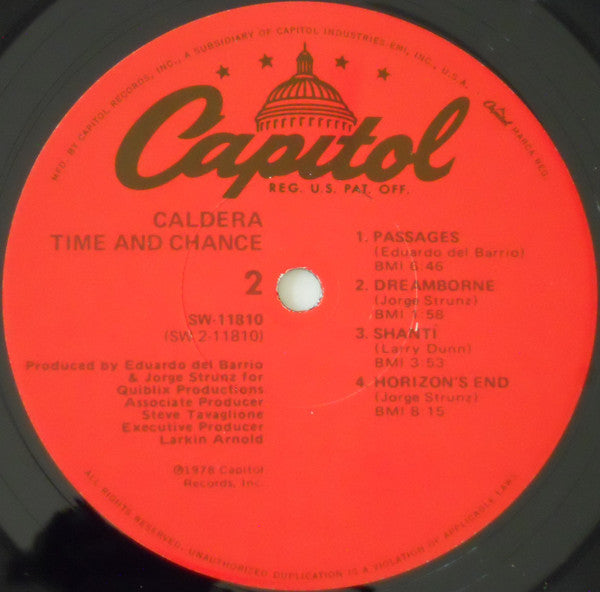 MFD. BY CAPITOL RECORDS, INC., A SUBSIDIARY OF CAPITOL INDUSTRIES EMI, INC., U.S.A. • Capitol MARCA REG.
Capitol
REG. U.S. PAT. OFF.
CALDERA
TIME AND CHANCE
2
SW-11810
(SW 2-11810)
Produced by Eduardo del Barrio
& Jorge Strunz for
Quiblix Productions
Associate Producer
Steve Tavaglione
Executive Producer
Larkin Arnold
℗1978 Capitol
Records, Inc.
1. PASSAGES
(Eduardo del Barrio)
BMI 6:46
2. DREAMBORNE
(Jorge Strunz)
BMI 1:58
3. SHANTÍ
(Larry Dunn)
BMI 3:53
4. HORIZON'S END
(Jorge Strunz)
BMI 8:15
ALL RIGHTS RESERVED. UNAUTHORIZED DUPLICATION IS A VIOLATION OF APPLICABLE LAWS.